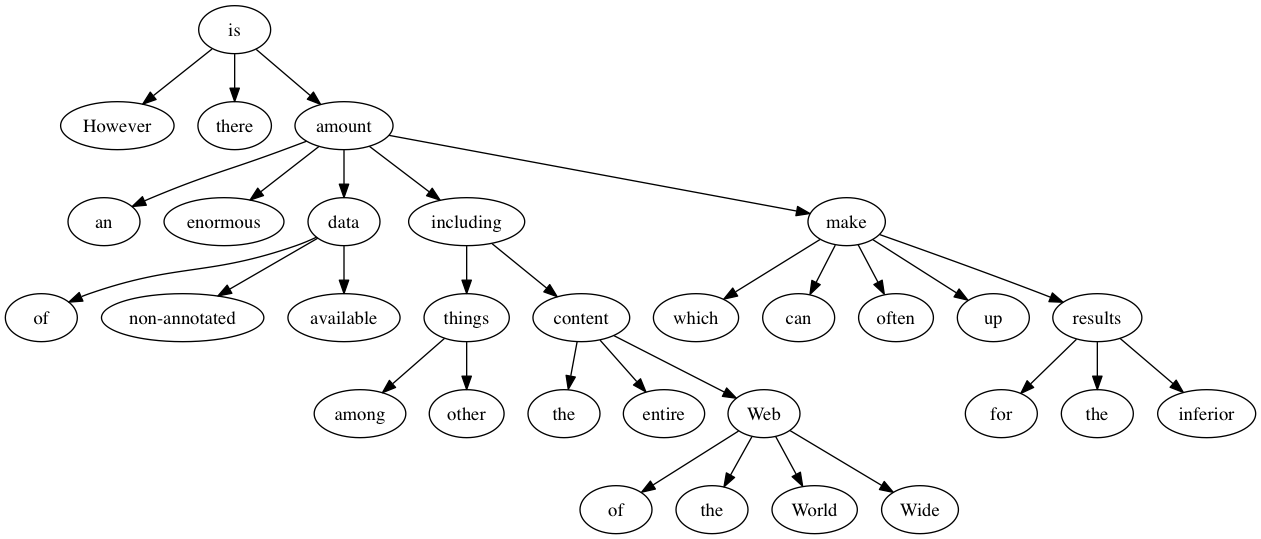 is
However there amount
an enormous data including make
of non-annotated available things content which can often up results
among other the entire Web for the inferior
of the World Wide